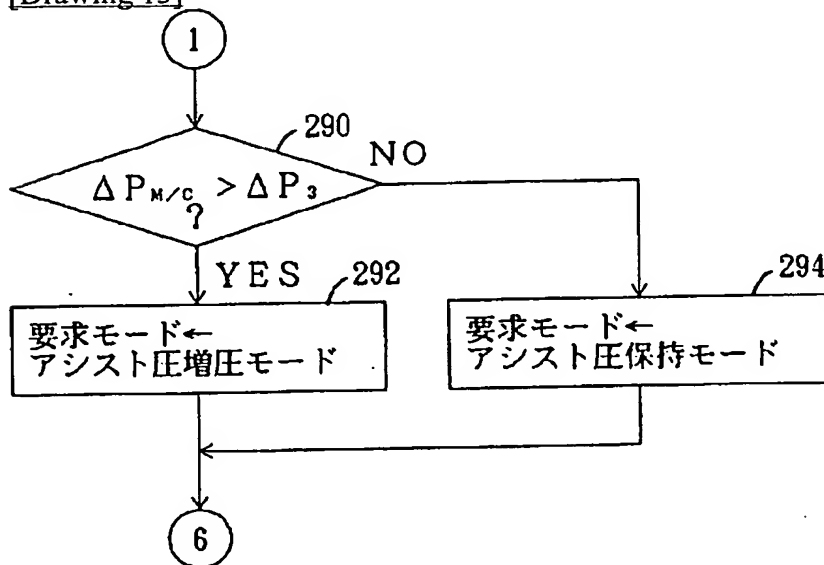 1
290
NO
ΔP_M/C > ΔP_3
?
YES
292
要求モード←
アシスト圧増圧モード
294
要求モード←
アシスト圧保持モード
6